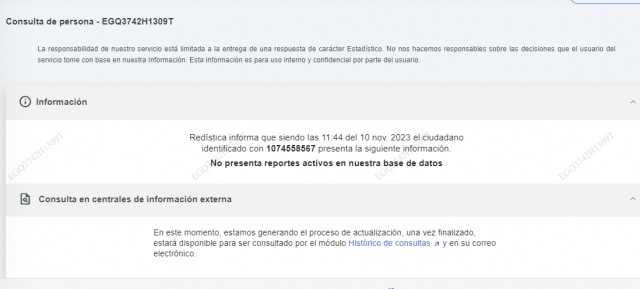 Consulta de persona - EGQ3742H1309T
La responsabilidad de nuestro servicio está limitada a la entrega de una respuesta de carácter Estadístico. No nos hacemos responsables sobre las decisiones que el usuario del
servicio tome con base en nuestra Información. Esta información es para uso interno y confidencial por parte del usuario.
Información
Redística informa que siendo las 11:44 del 10 nov. 2023 el ciudadano
identificado con 1074558567 presenta la siguiente información.
No presenta reportes activos en nuestra base de datos
EGQ3742H1309T
EGQ3742H1309T
EGQ3742H1309T
EGQ3742H1309T
Consulta en centrales de información externa
En este momento, estamos generando el proceso de actualización, una vez finalizado,
estará disponible para ser consultado por el módulo Histórico de consultas y en su correo
electrónico.